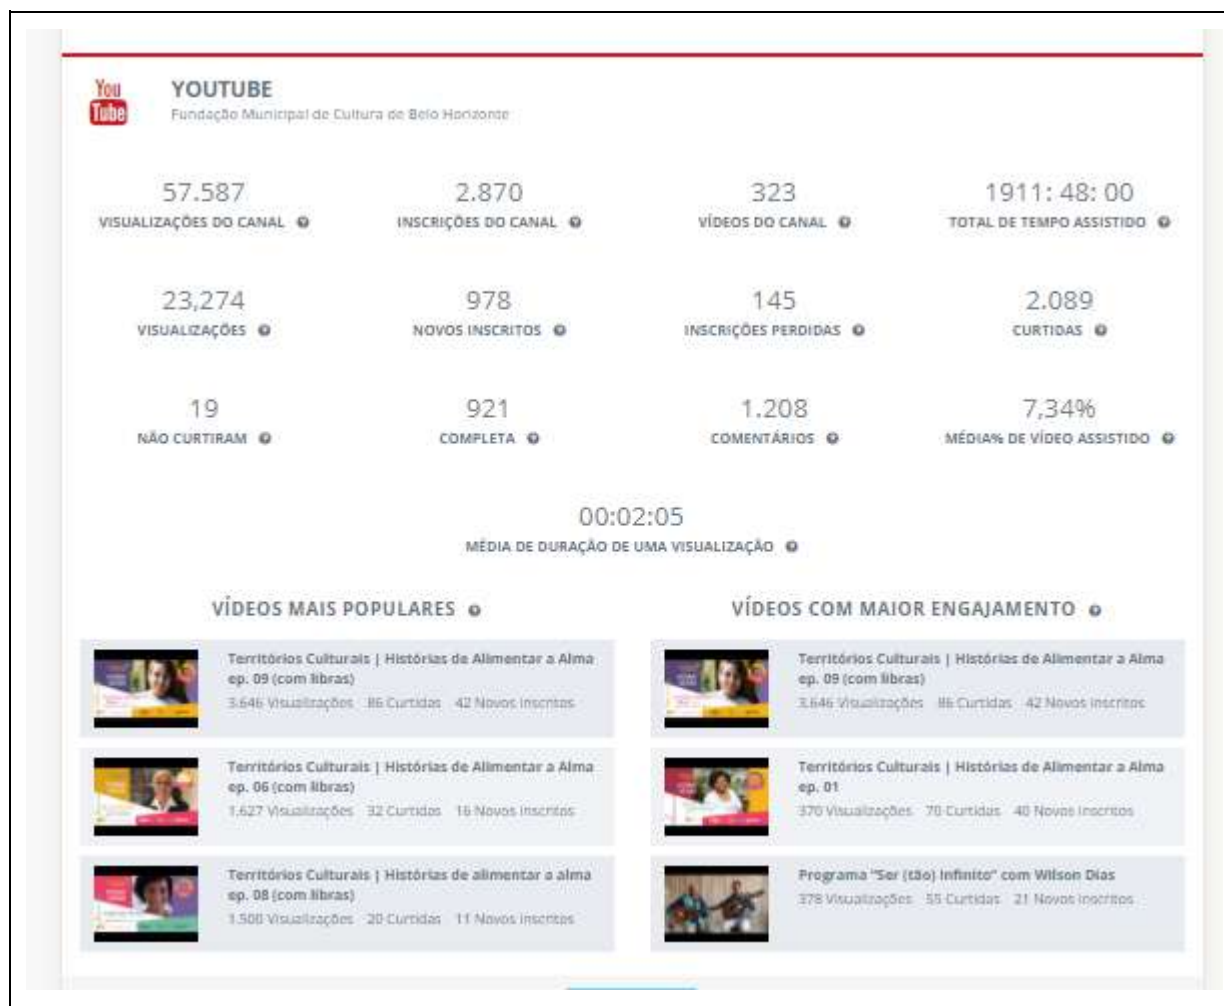 You
Tube
YOUTUBE
Fundação Municipal de Cultura de Belo Horizonte
57.587
VISUALIZAÇÕES DO CANAL
2.870
INSCRIÇÕES DO CANAL
323
VÍDEOS DO CANAL
1911: 48: 00
TOTAL DE TEMPO ASSISTIDO
23,274
VISUALIZAÇÕES
978
NOVOS INSCRITOS
145
INSCRIÇÕES PERDIDAS
2.089
CURTIDAS
19
NÃO CURTIRAM
921
COMPLETA
1.208
COMENTÁRIOS
7,34%
MÉDIA% DE VÍDEO ASSISTIDO
00:02:05
MÉDIA DE DURAÇÃO DE UMA VISUALIZAÇÃO
VÍDEOS MAIS POPULARES
Territórios Culturais | Histórias de Alimentar a Alma
ep. 09 (com libras)
3.646 Visualizações 86 Curtidas 42 Novos Inscritos
Territórios Culturais | Histórias de Alimentar a Alma
ep. 06 (com libras)
1.627 Visualizações 32 Curtidas 16 Novos Inscritos
Territórios Culturais | Histórias de alimentar a alma
ep. 08 (com libras)
1.500 Visualizações 20 Curtidas 11 Novos Inscritos
VÍDEOS COM MAIOR ENGAJAMENTO
Territórios Culturais | Histórias de Alimentar a Alma
ep. 09 (com libras)
3.646 Visualizações 86 Curtidas 42 Novos Inscritos
Territórios Culturais | Histórias de Alimentar a Alma
ep. 01
370 Visualizações 70 Curtidas 40 Novos Inscritos
Programa "Ser (tão) Infinito" com Wilson Dias
378 Visualizações 55 Curtidas 21 Novos Inscritos